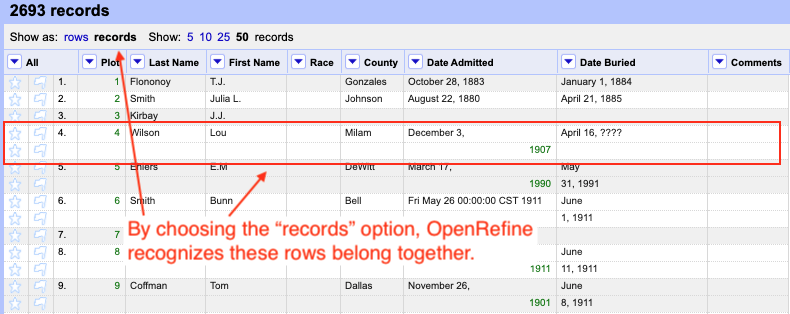 2693 records
Show as: rows records Show: 5 10 25 50 records
All Plot Last Name First Name Race County Date Admitted Date Buried Comments
1. 1 Flononoy T.J. Gonzales October 28, 1883 January 1, 1884
2. 2 Smith Julia L. Johnson August 22, 1880 April 21, 1885
3. 3 Kirbay J.J.
4. 4 Wilson Lou Milam December 3, April 16, ????
1907
5. 5 Ehlers E.M DeWitt March 17, May
1990 31, 1991
6. 6 Smith Bunn Bell Fri May 26 00:00:00 CST 1911 June
1, 1911
7. 7
By choosing the “records” option, OpenRefine
recognizes these rows belong together.
8. 8 June
1911 11, 1911
9. 9 Coffman Tom Dallas November 26, June
1901 8, 1911